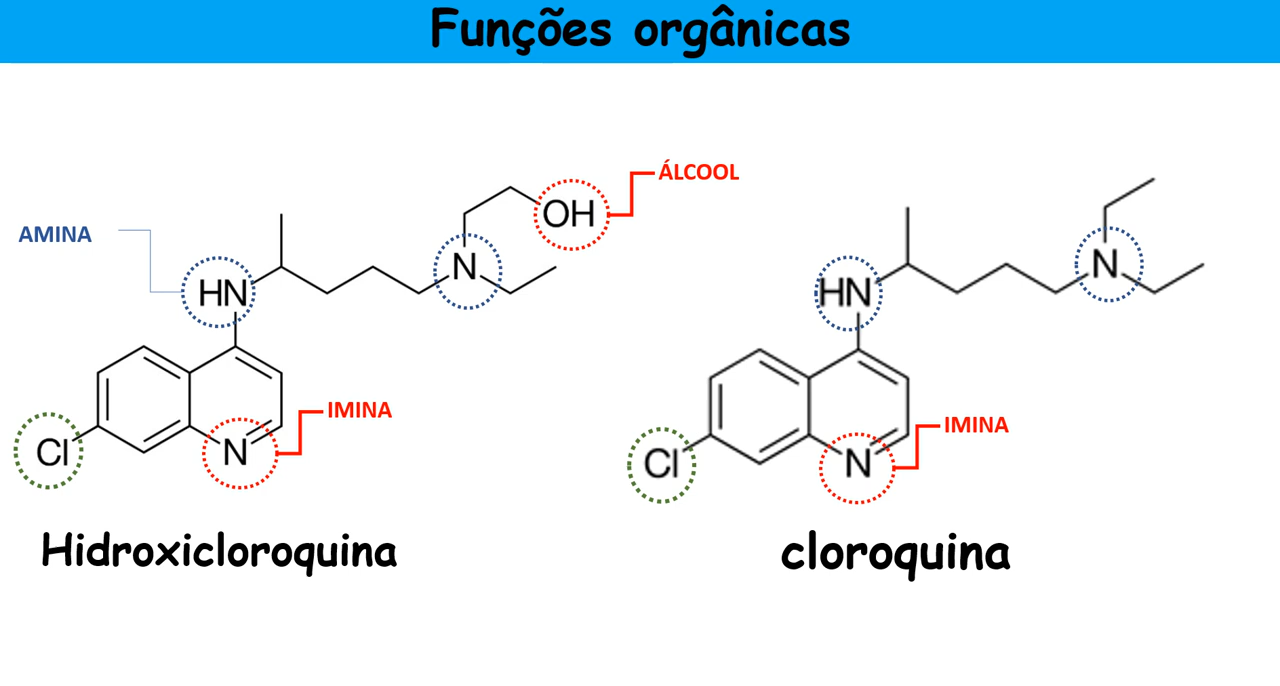 Funções orgânicas
ÁLCOOL
AMINA
OH
N
N
HN
HN
IMINA
IMINA
Cl
N
Cl
N
Hidroxicloroquina
cloroquina